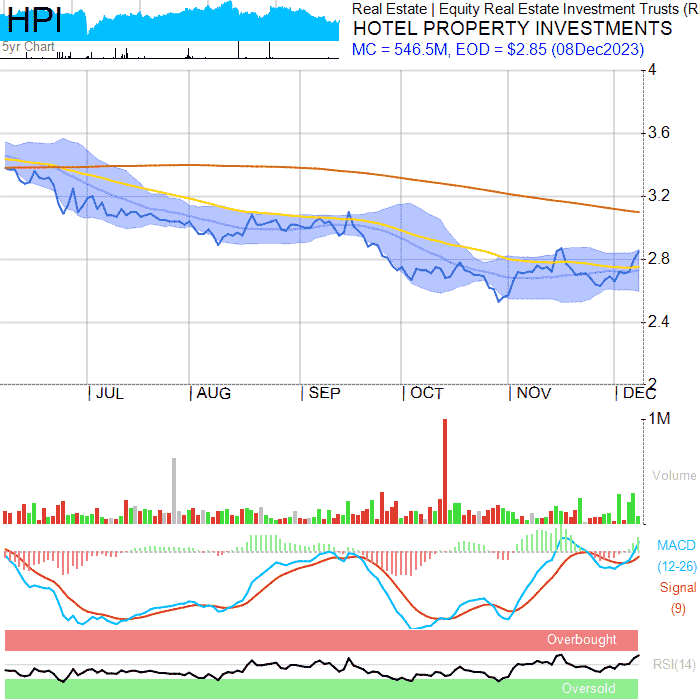 HPI
5yr Chart
Real Estate | Equity Real Estate Investment Trusts (R
HOTEL PROPERTY INVESTMENTS
MC = 546.5M, EOD = $2.85 (08Dec2023)
4
3.6
3.2
2.8
2.4
2
JUL AUG SEP OCT NOV DEC
1M
Volume
MACD
(12-26)
Signal
(9)
Overbought
RSI(14)
Oversold